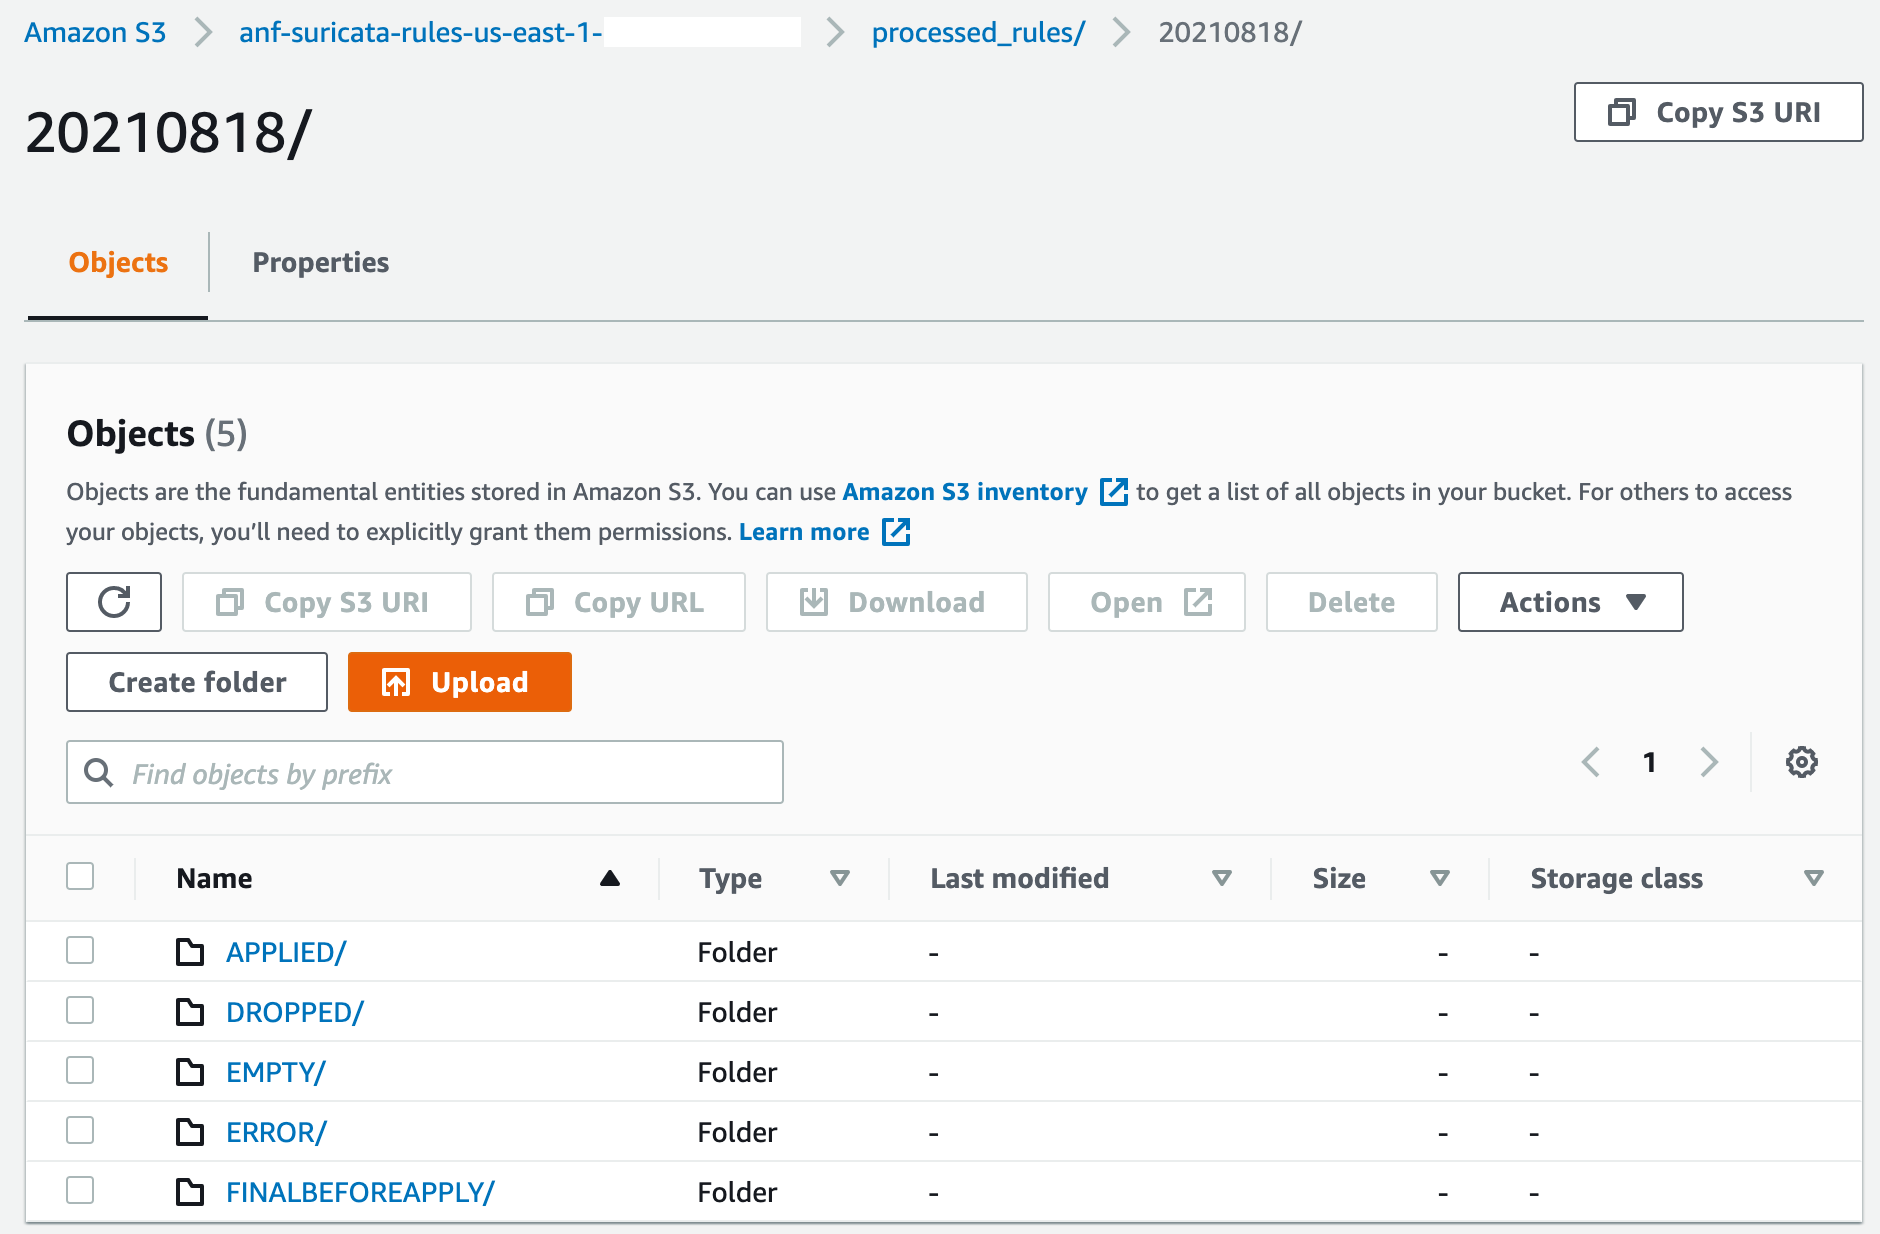 Amazon S3 anf-suricata-rules-us-east-1- processed_rules/ 20210818/
20210818/
Copy S3 URI
Objects Properties
Objects (5)
Objects are the fundamental entities stored in Amazon S3. You can use Amazon S3 inventory to get a list of all objects in your bucket. For others to access
your objects, you’ll need to explicitly grant them permissions. Learn more
Copy S3 URI Copy URL Download Open Delete Actions
Create folder Upload
Find objects by prefix 1
Name Type Last modified Size Storage class
APPLIED/ Folder - - -
DROPPED/ Folder - - -
EMPTY/ Folder - - -
ERROR/ Folder - - -
FINALBEFOREAPPLY/ Folder - - -